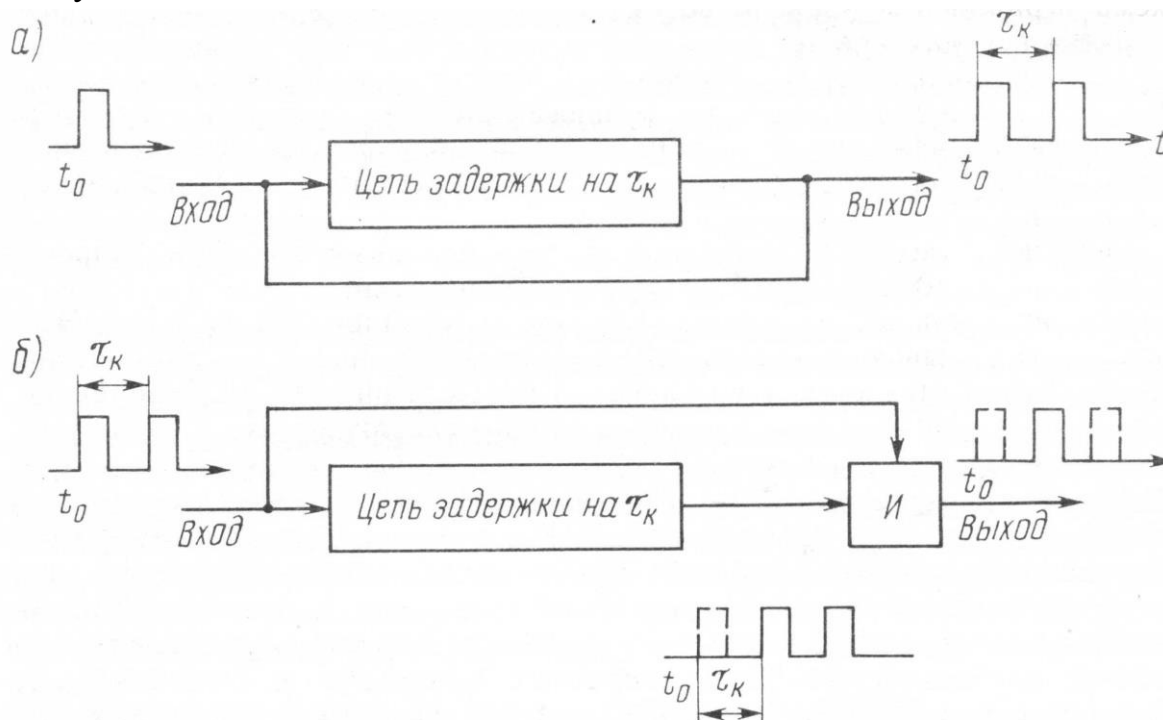 а)
τк
t₀
t₀
t
Вход
Цепь задержки на τк
Выход
б)
τк
t₀
t₀
Вход
Цепь задержки на τк
И
Выход
t₀
τк